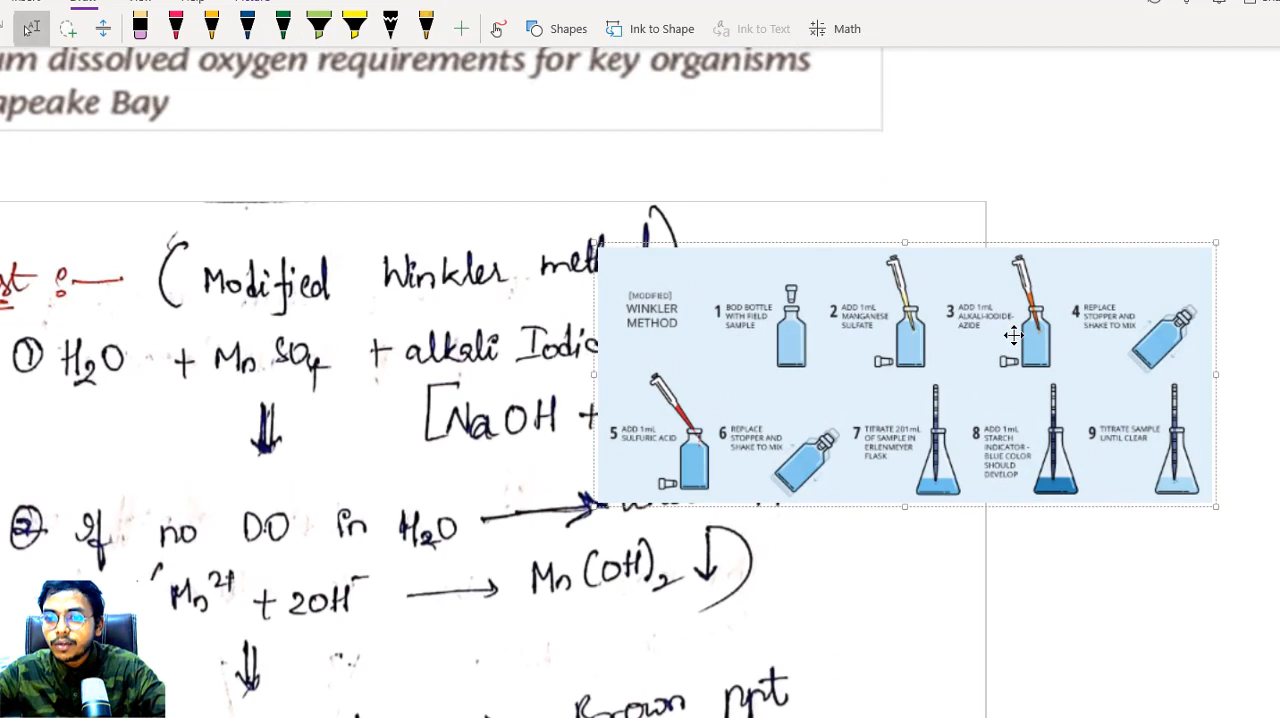 Draw
Shapes
Ink to Shape
Ink to Text
Math
um dissolved oxygen requirements for key organisms
apeake Bay
st :— (Modified Winkler meth
① H₂O + MnSO₄ + alkali Iodi
[NaOH +
② If no DO in H₂O →
Mn²⁺ + 2OH⁻ → Mn(OH)₂ ↓)
Brown ppt
[MODIFIED]
WINKLER
METHOD
1 BOD BOTTLE
WITH FIELD
SAMPLE
2 ADD 1mL
MANGANESE
SULFATE
3 ADD 1mL
ALKALI-IODIDE-
AZIDE
4 REPLACE
STOPPER AND
SHAKE TO MIX
5 ADD 1mL
SULFURIC ACID
6 REPLACE
STOPPER AND
SHAKE TO MIX
7 TITRATE 201mL
OF SAMPLE IN
ERLENMEYER
FLASK
8 ADD 1mL
STARCH
INDICATOR -
BLUE COLOR
SHOULD
DEVELOP
9 TITRATE SAMPLE
UNTIL CLEAR